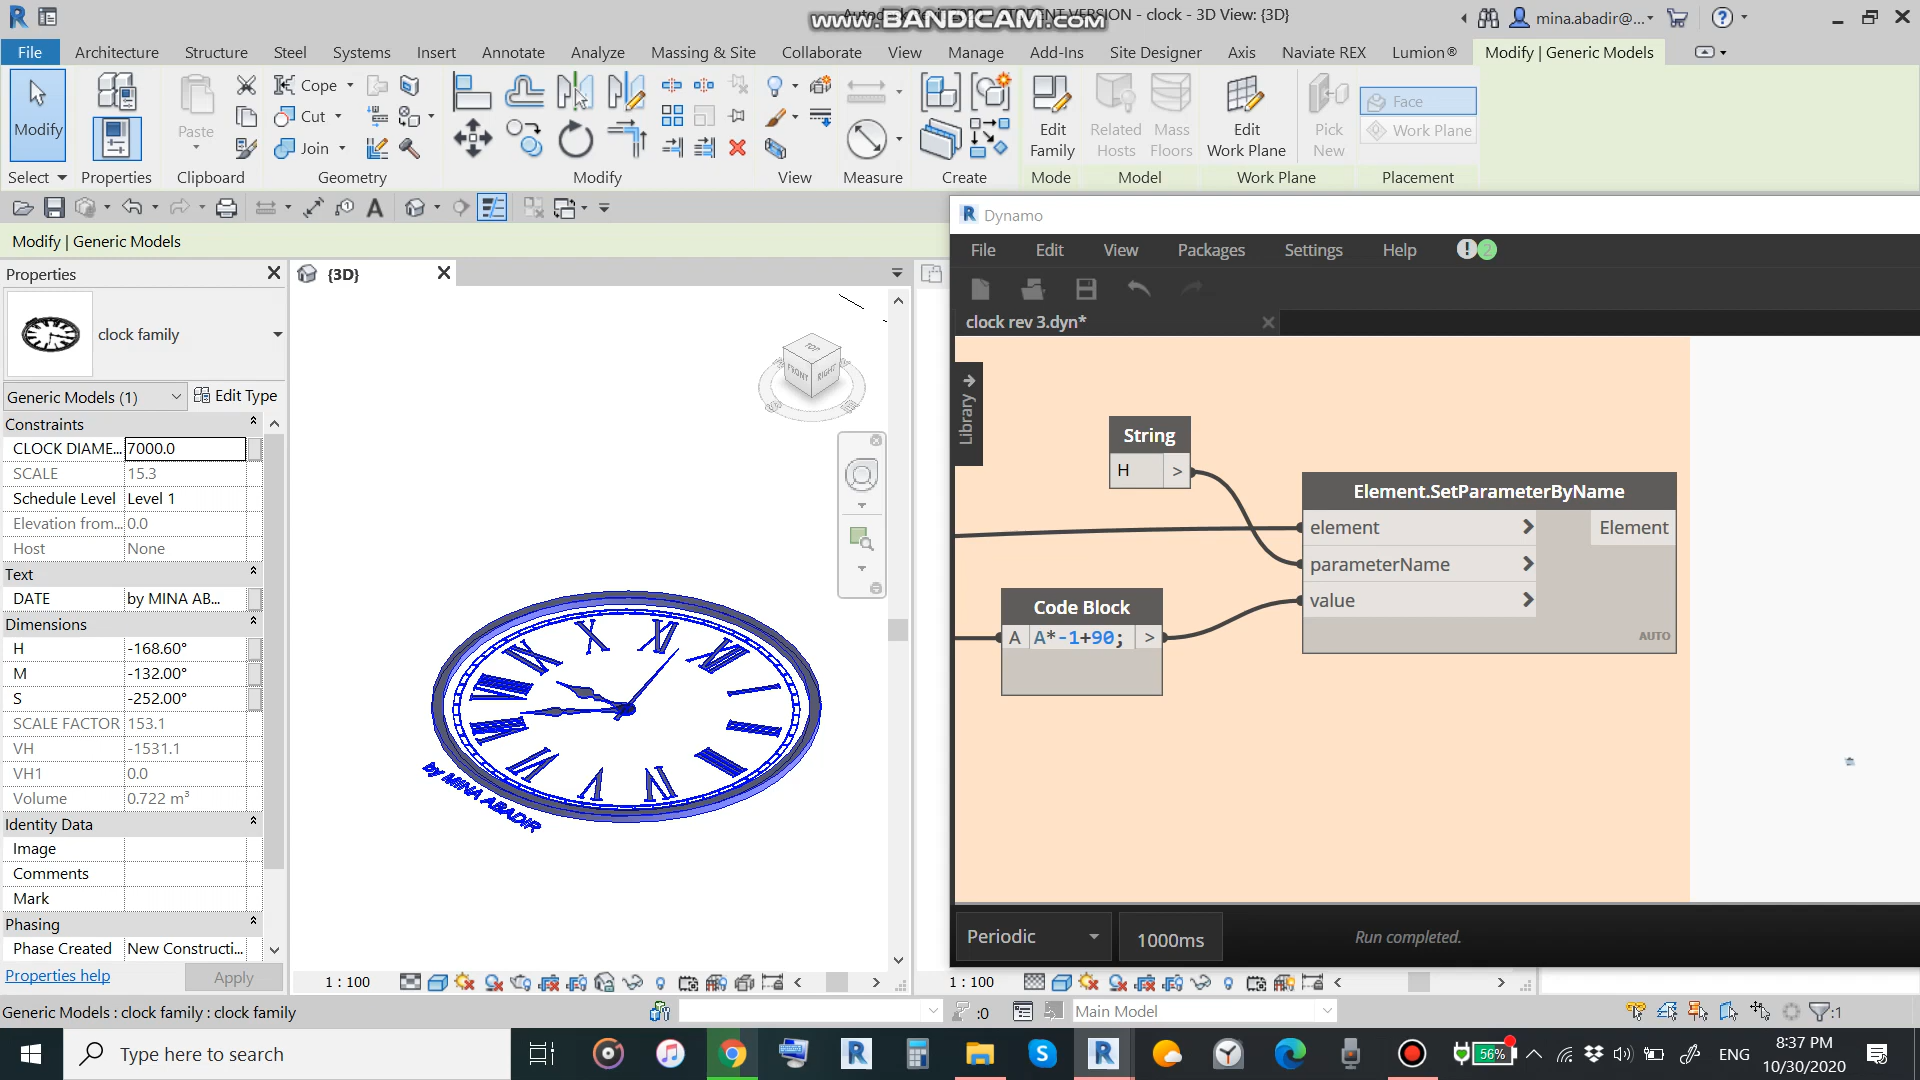 www.BANDICAM.com
VERSION - clock - 3D View: {3D}
mina.abadir@...
File Architecture Structure Steel Systems Insert Annotate Analyze Massing & Site Collaborate View Manage Add-Ins Site Designer Axis Naviate REX Lumion® Modify | Generic Models
Modify
Paste
Cope
Cut
Join
Edit Family
Related Hosts
Mass Floors
Edit Work Plane
Pick New
Face
Work Plane
Select Properties Clipboard Geometry Modify View Measure Create Mode Model Work Plane Placement
Modify | Generic Models
Properties
clock family
Generic Models (1) Edit Type
Constraints
CLOCK DIAME... 7000.0
SCALE 15.3
Schedule Level Level 1
Elevation from... 0.0
Host None
Text
DATE by MINA AB...
Dimensions
H -168.60°
M -132.00°
S -252.00°
SCALE FACTOR 153.1
VH -1531.1
VH1 0.0
Volume 0.722 m³
Identity Data
Image
Comments
Mark
Phasing
Phase Created New Constructi...
Properties help Apply
{3D}
TOP
FRONT
RIGHT
by MINA ABADIR
1 : 100
Dynamo
File Edit View Packages Settings Help ! 2
clock rev 3.dyn*
Library
String
H >
Element.SetParameterByName
element > Element
parameterName >
value >
AUTO
Code Block
A A*-1+90; >
Periodic 1000ms Run completed.
1 : 100
Generic Models : clock family : clock family
:0
Main Model
:1
Type here to search
56%
ENG
8:37 PM
10/30/2020